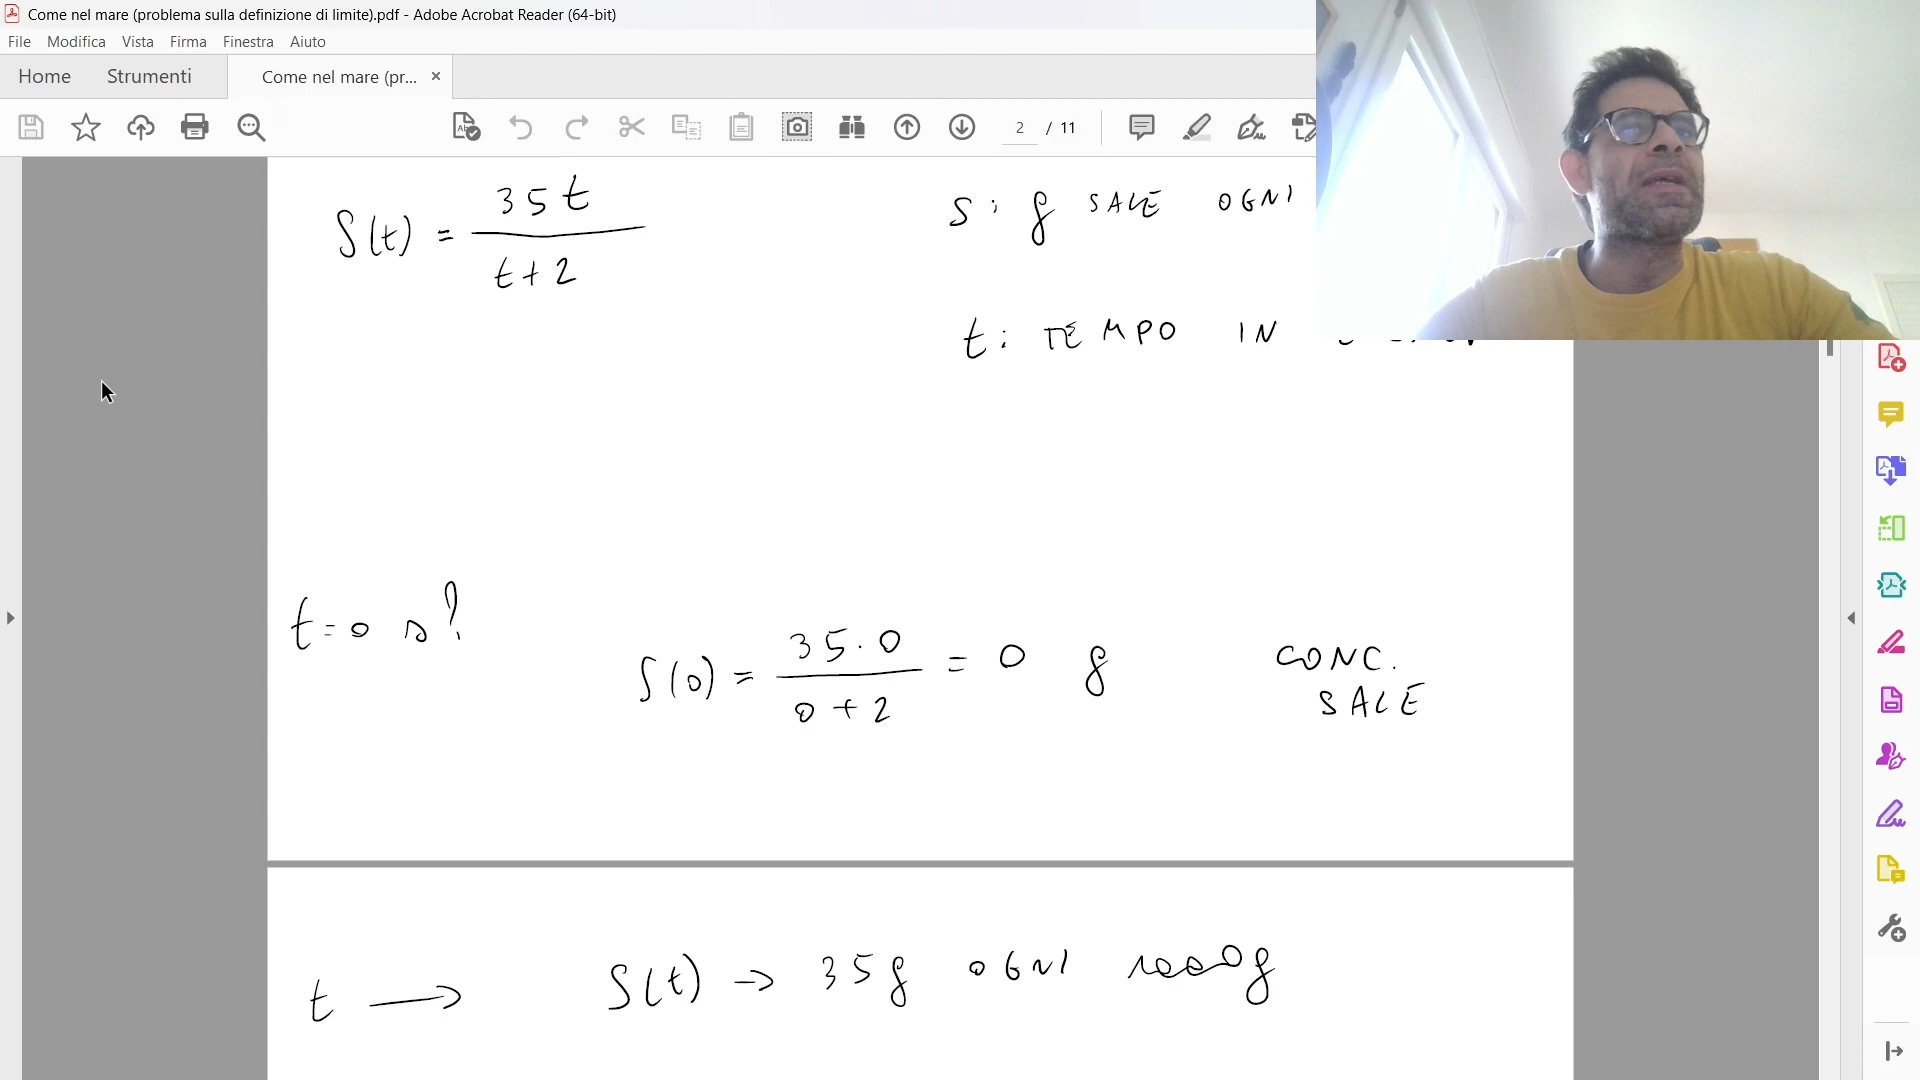 Come nel mare (problema sulla definizione di limite).pdf - Adobe Acrobat Reader (64-bit)
File Modifica Vista Firma Finestra Aiuto
Home Strumenti Come nel mare (pr... ×
2 / 11
S(t) = 35t / t+2
S: g SALE OGNI
t: TEMPO IN
t=0 s?
S(0) = 35·0 / 0+2 = 0 g
CONC.
SALE
t → S(t) → 35g OGNI 1000g